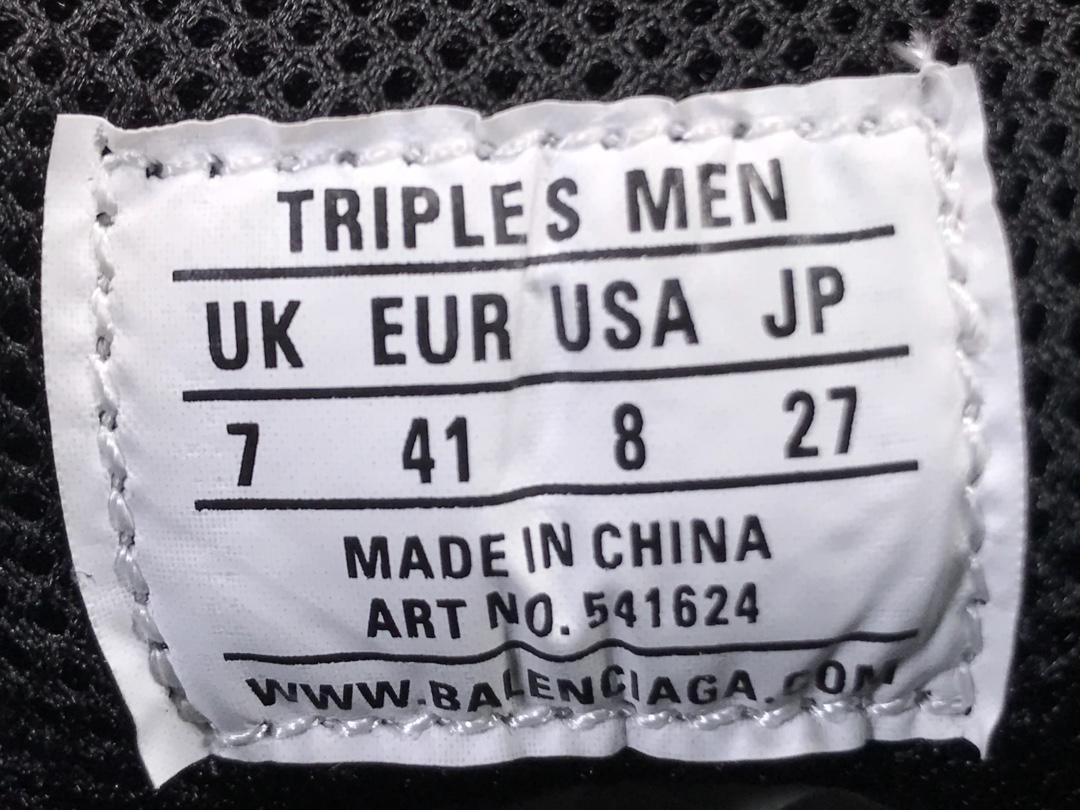 TRIPLE S MEN
UK EUR USA JP
7 41 8 27
MADE IN CHINA
ART NO. 541624
WWW.BALENCIAGA.COM